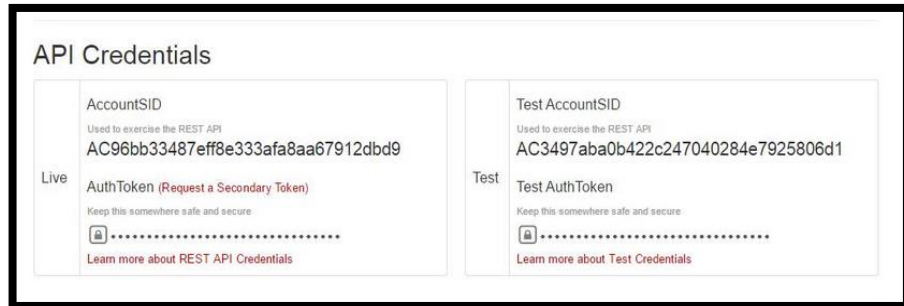 API Credentials
Live
AccountSID
Used to exercise the REST API
AC96bb33487eff8e333afa8aa67912dbd9
AuthToken (Request a Secondary Token)
Keep this somewhere safe and secure
Learn more about REST API Credentials
Test
Test AccountSID
Used to exercise the REST API
AC3497aba0b422c247040284e7925806d1
Test AuthToken
Keep this somewhere safe and secure
Learn more about Test Credentials